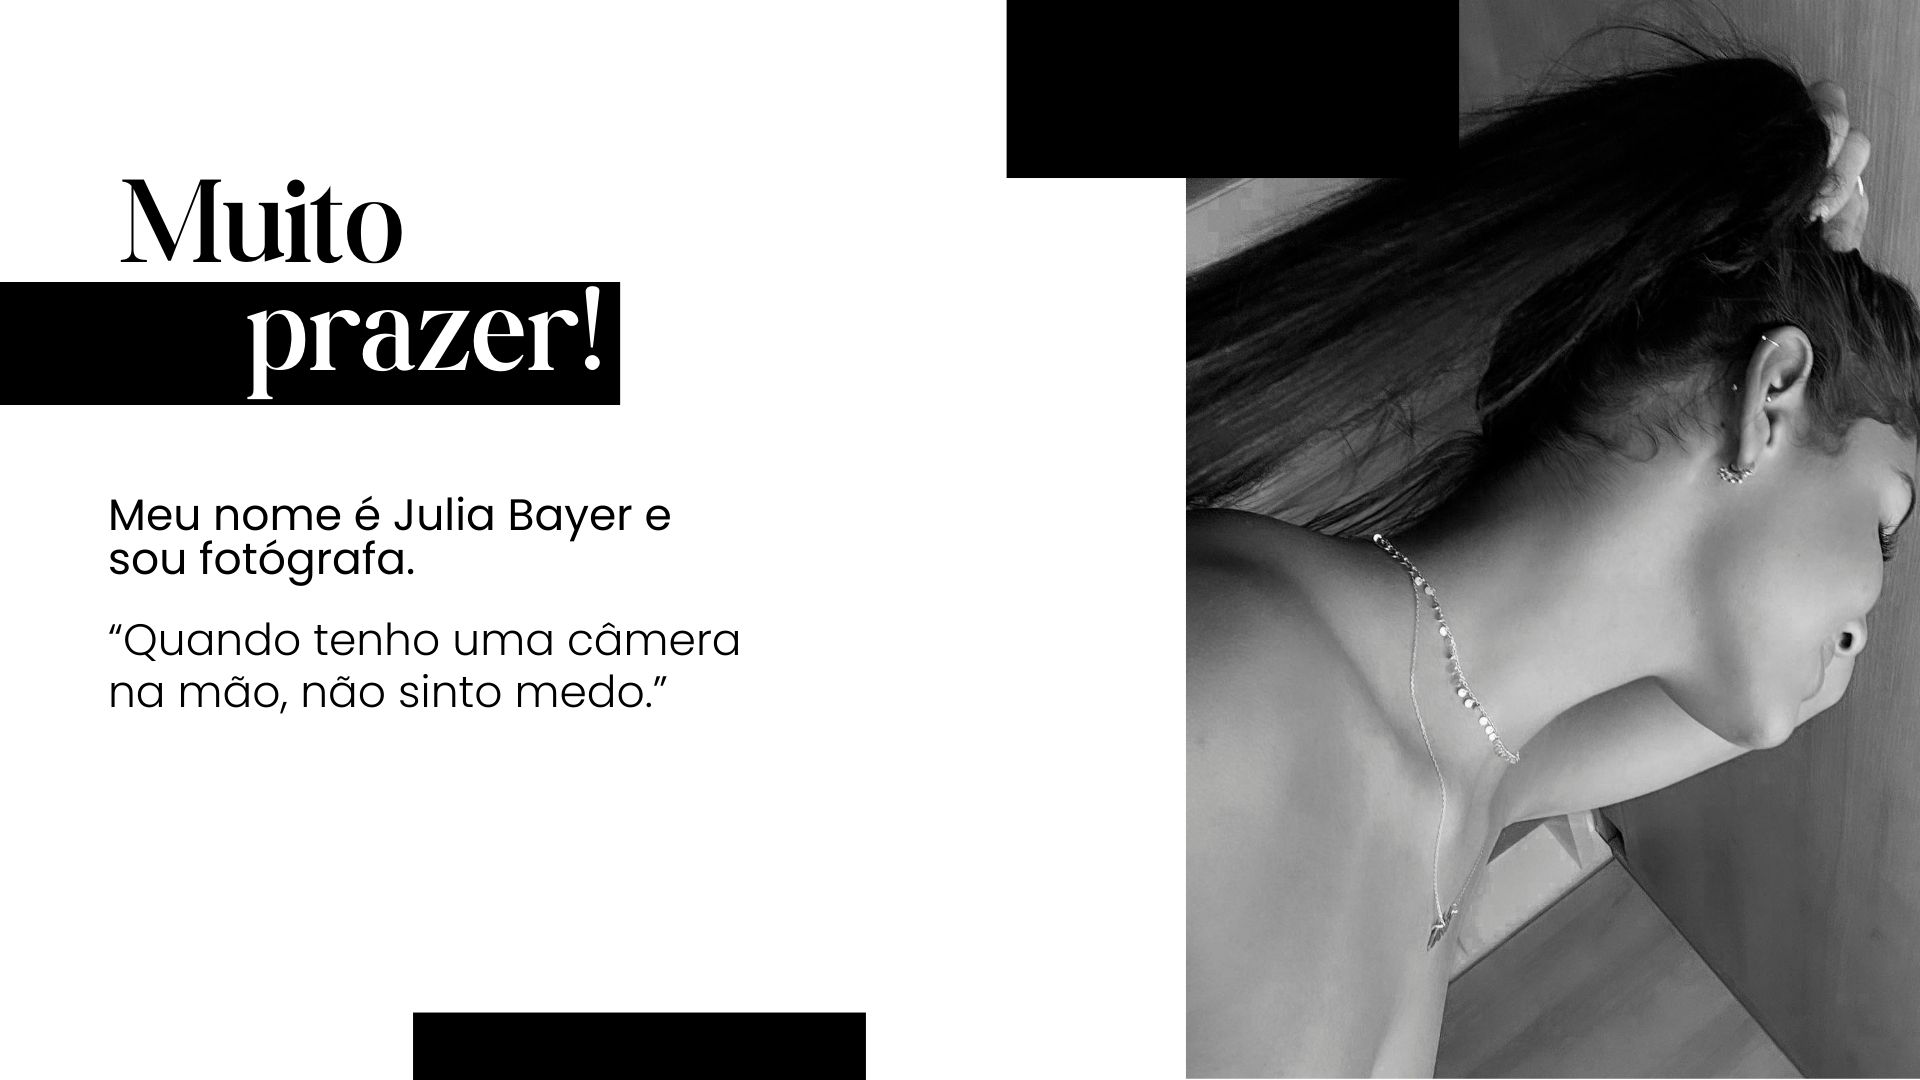 Muito
prazer!
Meu nome é Julia Bayer e
sou fotógrafa.
“Quando tenho uma câmera
na mão, não sinto medo.”